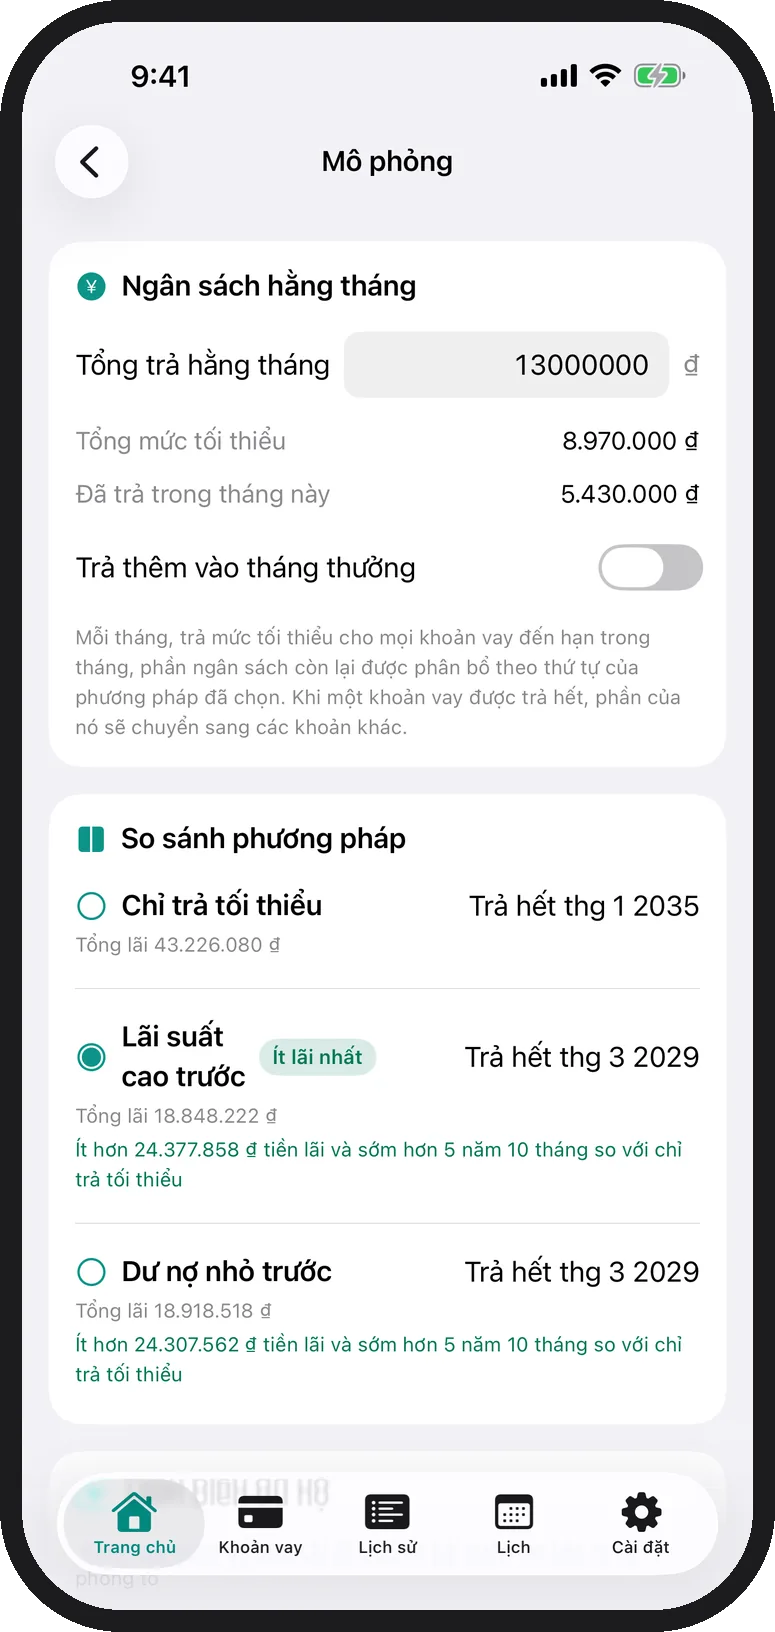 9:41
Mô phỏng
¥ Ngân sách hằng tháng
Tổng trả hằng tháng 13000000 ₫
Tổng mức tối thiểu 8.970.000 ₫
Đã trả trong tháng này 5.430.000 ₫
Trả thêm vào tháng thưởng
Mỗi tháng, trả mức tối thiểu cho mọi khoản vay đến hạn trong
tháng, phần ngân sách còn lại được phân bổ theo thứ tự của
phương pháp đã chọn. Khi một khoản vay được trả hết, phần của
nó sẽ chuyển sang các khoản khác.
So sánh phương pháp
Chỉ trả tối thiểu Trả hết thg 1 2035
Tổng lãi 43.226.080 ₫
Lãi suất
cao trước Ít lãi nhất Trả hết thg 3 2029
Tổng lãi 18.848.222 ₫
Ít hơn 24.377.858 ₫ tiền lãi và sớm hơn 5 năm 10 tháng so với chỉ
trả tối thiểu
Dư nợ nhỏ trước Trả hết thg 3 2029
Tổng lãi 18.918.518 ₫
Ít hơn 24.307.562 ₫ tiền lãi và sớm hơn 5 năm 10 tháng so với chỉ
trả tối thiểu
Trang chủ Khoản vay Lịch sử Lịch Cài đặt